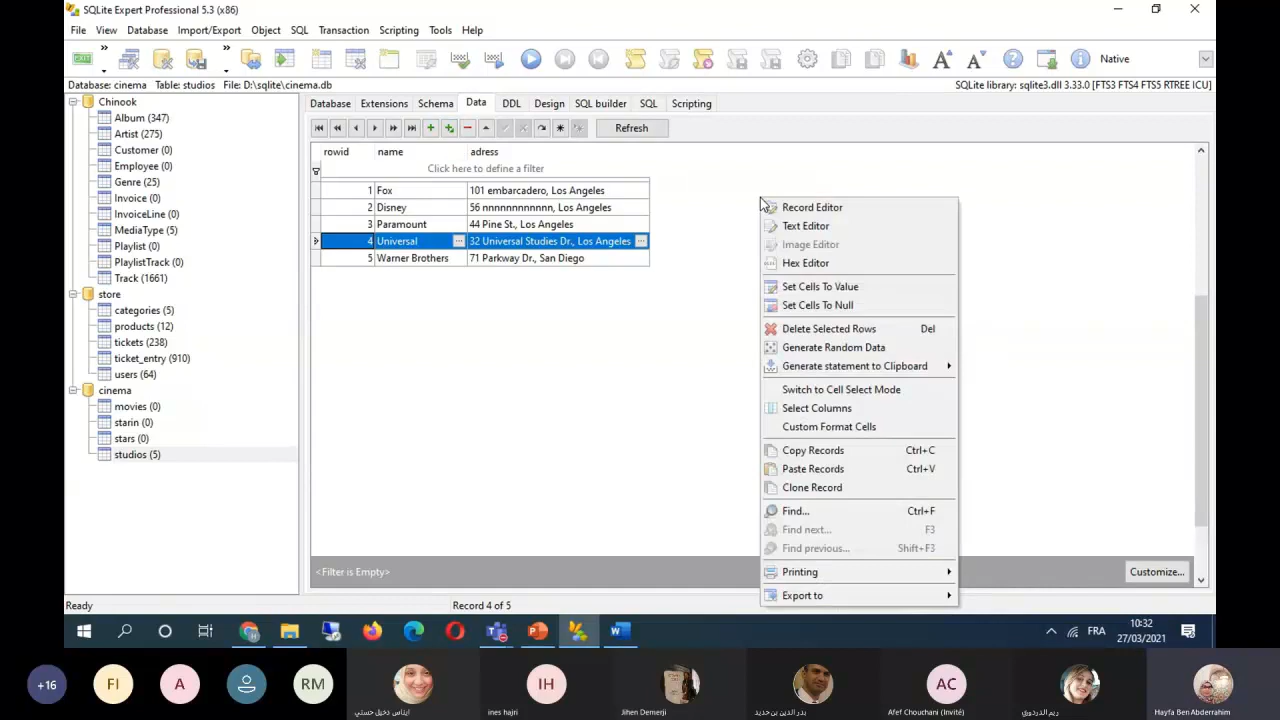 SQLite Expert Professional 5.3 (x86)
File View Database Import/Export Object SQL Transaction Scripting Tools Help
Native
Database: cinema Table: studios File: D:\sqlite\cinema.db
SQLite library: sqlite3.dll 3.33.0 [FTS3 FTS4 FTS5 RTREE ICU]
Chinook
Album (347)
Artist (275)
Customer (0)
Employee (0)
Genre (25)
Invoice (0)
InvoiceLine (0)
MediaType (5)
Playlist (0)
PlaylistTrack (0)
Track (1661)
store
categories (5)
products (12)
tickets (238)
ticket_entry (910)
users (64)
cinema
movies (0)
starin (0)
stars (0)
studios (5)
Database Extensions Schema Data DDL Design SQL builder SQL Scripting
Refresh
rowid name adress
Click here to define a filter
1 Fox 101 embarcadero, Los Angeles
2 Disney 56 nnnnnnnnnnnn, Los Angeles
3 Paramount 44 Pine St., Los Angeles
4 Universal 32 Universal Studies Dr., Los Angeles
5 Warner Brothers 71 Parkway Dr., San Diego
Record Editor
Text Editor
Image Editor
Hex Editor
Set Cells To Value
Set Cells To Null
Delete Selected Rows Del
Generate Random Data
Generate statement to Clipboard
Switch to Cell Select Mode
Select Columns
Custom Format Cells
Copy Records Ctrl+C
Paste Records Ctrl+V
Clone Record
Find... Ctrl+F
Find next... F3
Find previous... Shift+F3
Printing
Export to
<Filter is Empty>
Customize...
Ready Record 4 of 5
FRA
10:32
27/03/2021
+16 FI A RM IH AC
ايناس دخيل حسني
ines hajri
Jihen Demerji
بدر الدين بن حديد
Afef Chouchani (Invité)
ريم الدردوري
Hayfa Ben Abderrahim